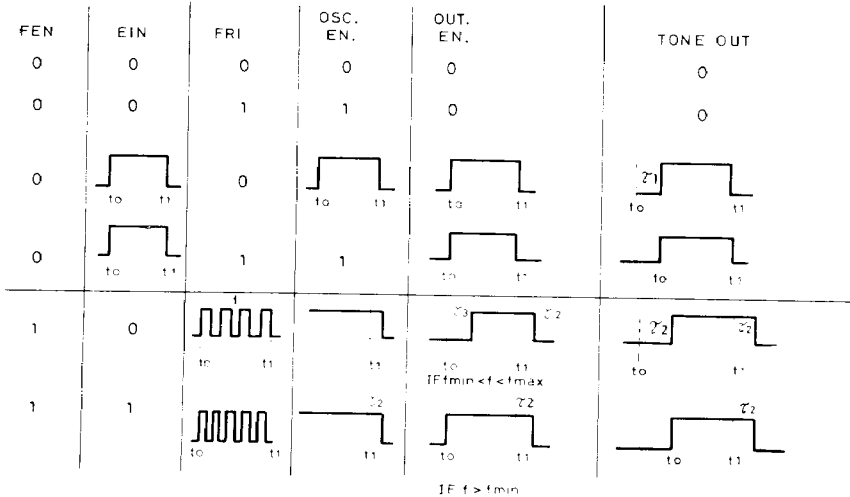 FEN EIN FRI OSC. EN. OUT. EN. TONE OUT
0 0 0 0 0 0
0 0 1 1 0 0
0 to t1 0 to t1 to t1 τ1 to t1
0 to t1 1 1 to t1 to t1
1 0 f to t1 t1 τ3 τ2 to t1 τ2 τ2 to t1
IF fmin<f<fmax
1 1 to t1 τ2 t1 τ2 to t1 τ2 to t1
IF f>fmin